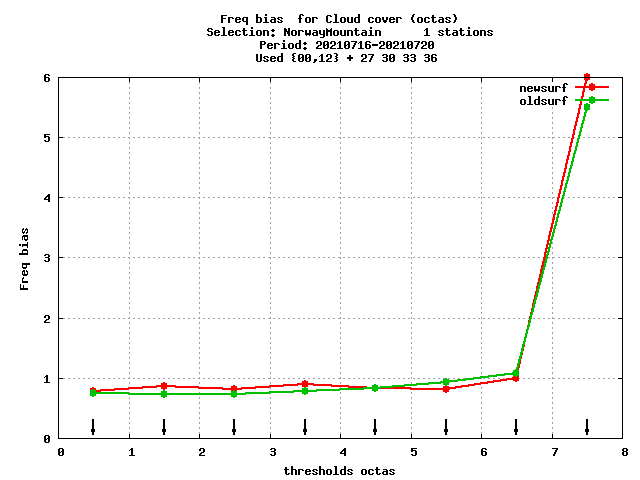 Freq bias  for Cloud cover (octas)
Selection: NorwayMountain      1 stations
Period: 20210716-20210720
Used {00,12} + 27 30 33 36
newsurf
oldsurf
Freq bias
6
5
4
3
2
1
0
0 1 2 3 4 5 6 7 8
thresholds octas